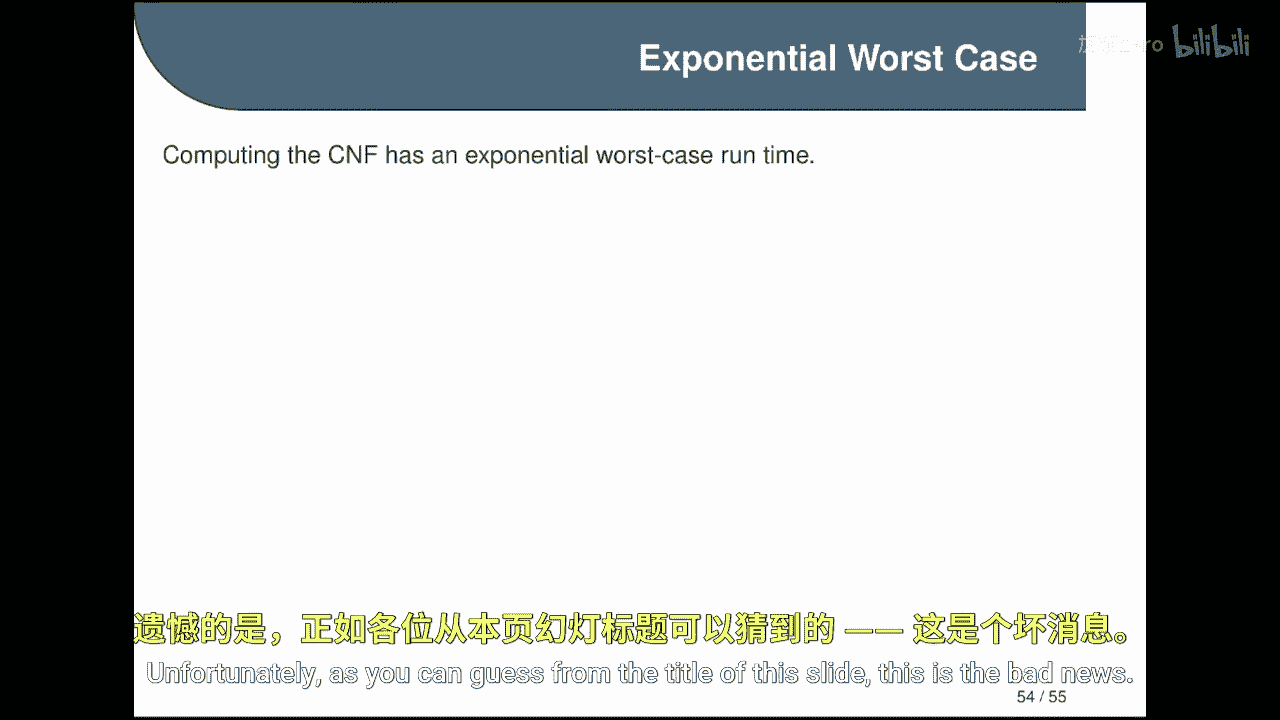 Exponential Worst Case
bilibili
Computing the CNF has an exponential worst-case run time.
遗憾的是，正如各位从本页幻灯标题可以猜到的 —— 这是个坏消息。
Unfortunately, as you can guess from the title of this slide, this is the bad news.
54 / 55